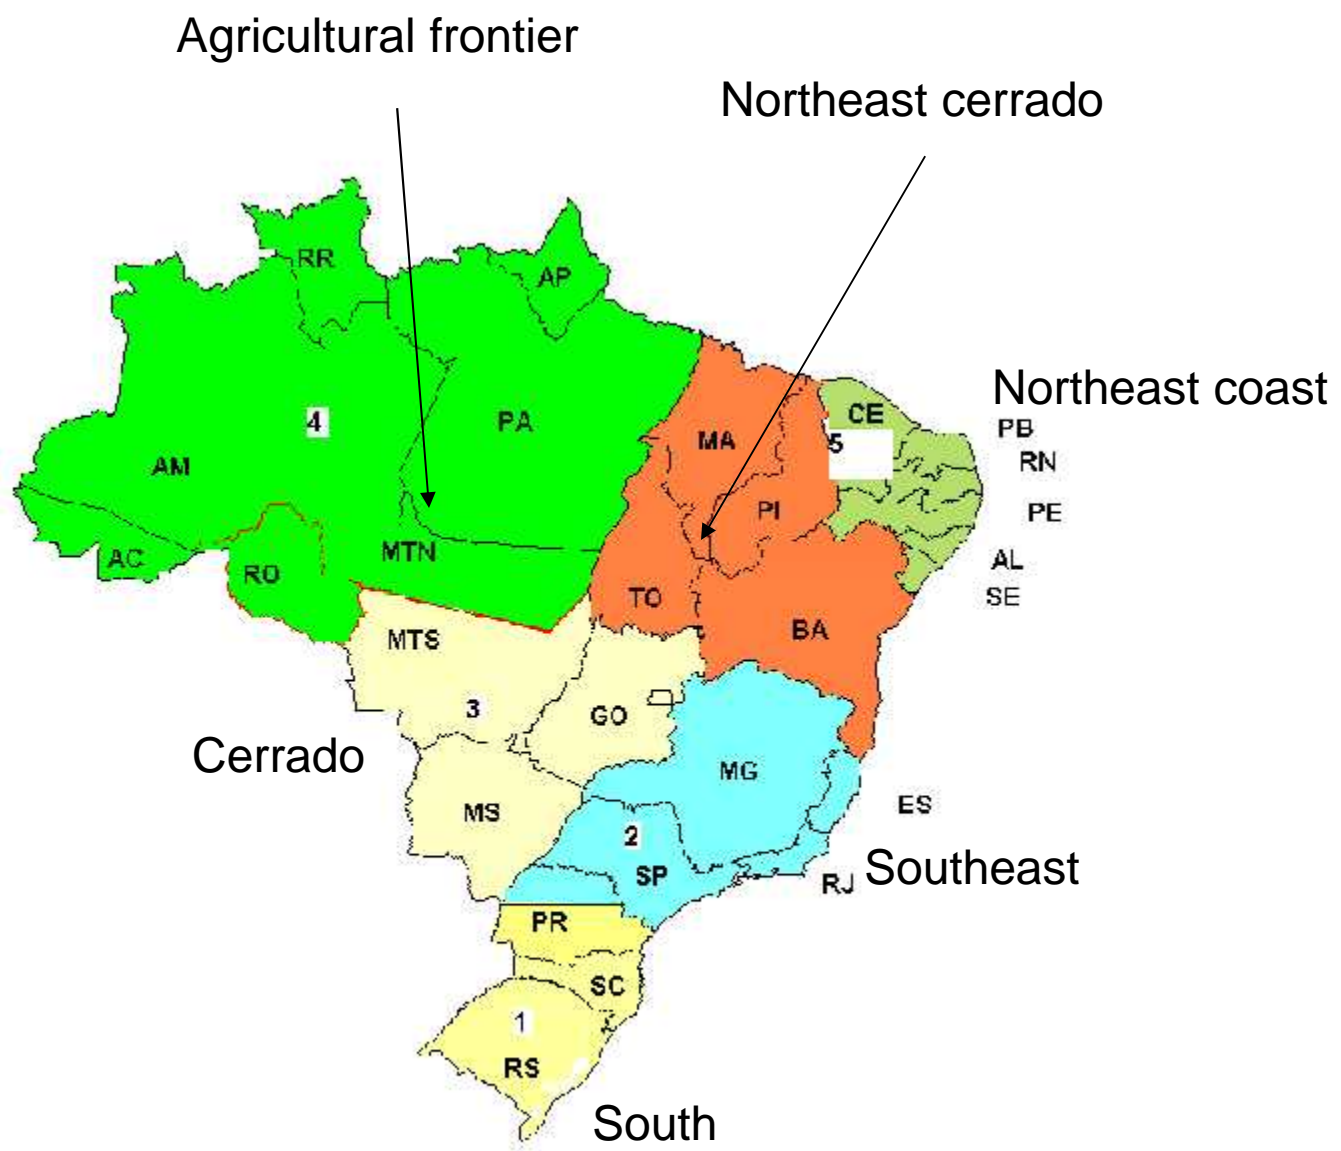 Agricultural frontier
Northeast cerrado
RR
AP
Northeast coast
CE
4
PA
PB
MA
5
RN
AM
PI
PE
MTN
AC
AL
RO
TO
SE
MTS
BA
3
GO
Cerrado
MG
MS
ES
2
SP
Southeast
RJ
PR
SC
1
RS
South